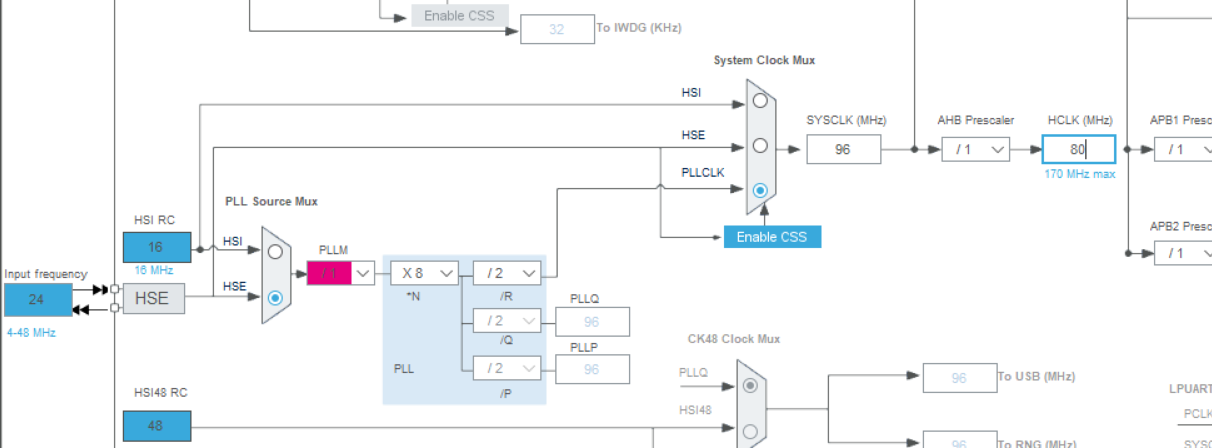 Enable CSS
32
To IWDG (KHz)
System Clock Mux
HSI
SYSCLK (MHz)
AHB Prescaler
HCLK (MHz)
APB1 Presc
HSE
96
/ 1
80
/ 1
170 MHz max
PLLCLK
PLL Source Mux
HSI RC
16
16 MHz
HSI
Enable CSS
APB2 Presc
/ 1
PLLM
/ 1
Input frequency
24
4-48 MHz
HSE
HSE
X 8
*N
/ 2
/R
PLLQ
/ 2
96
/Q
PLLP
PLL
/ 2
96
/P
CK48 Clock Mux
PLLQ
96
To USB (MHz)
HSI48 RC
48
HSI48
LPUART
PCLK
96
To RNG (MHz)
SYSC